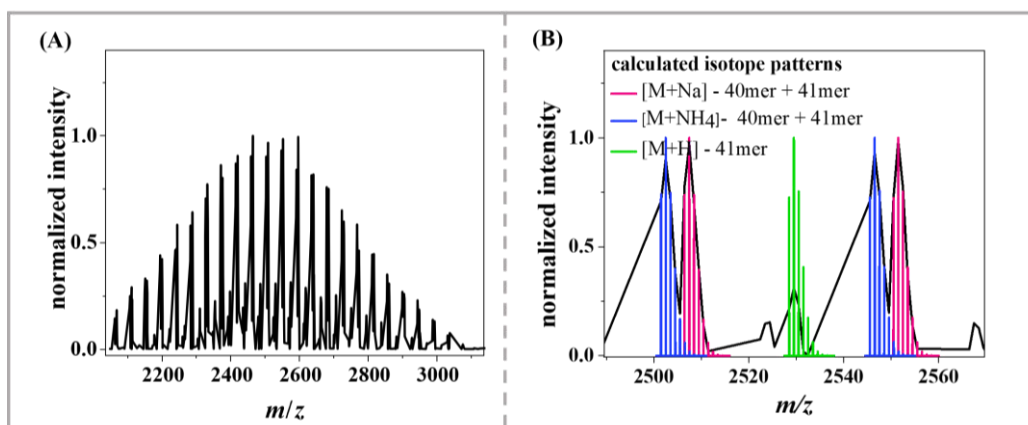 (A)
normalized intensity
1.0
0.5
0.0
2200 2400 2600 2800 3000
m/z
(B)
calculated isotope patterns
[M+Na] - 40mer + 41mer
[M+NH4]- 40mer + 41mer
[M+H] - 41mer
normalized intensity
1.0
0.5
0.0
2500 2520 2540 2560
m/z